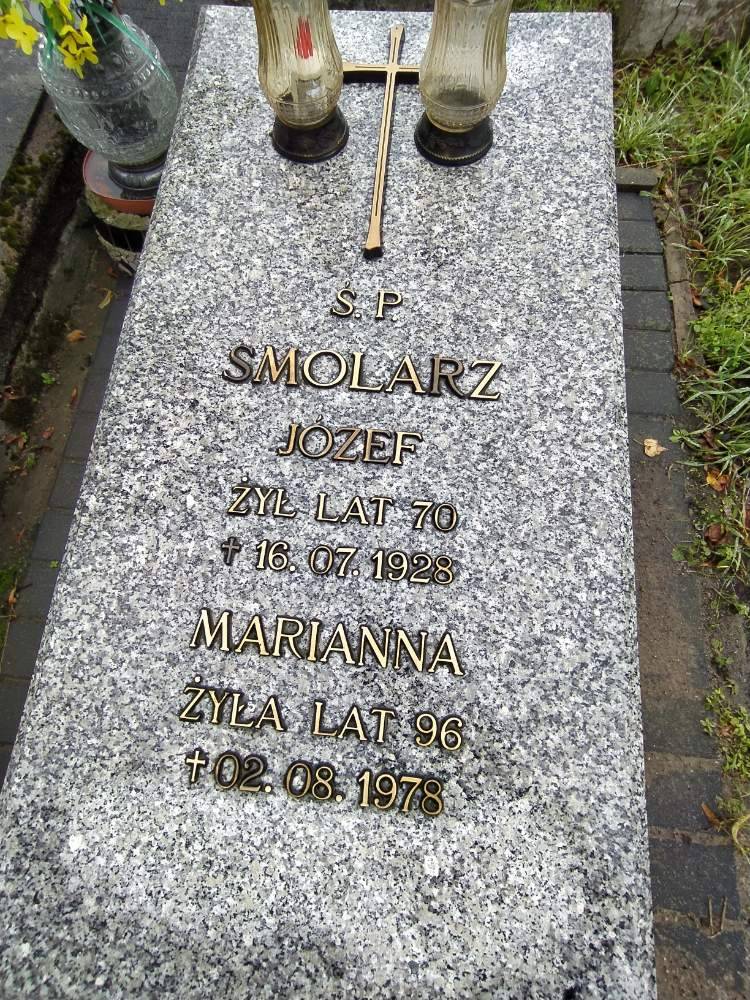 Ś. P
SMOLARZ
JÓZEF
ŻYŁ LAT 70
† 16. 07. 1928
MARIANNA
ŻYŁA LAT 96
† 02. 08. 1978